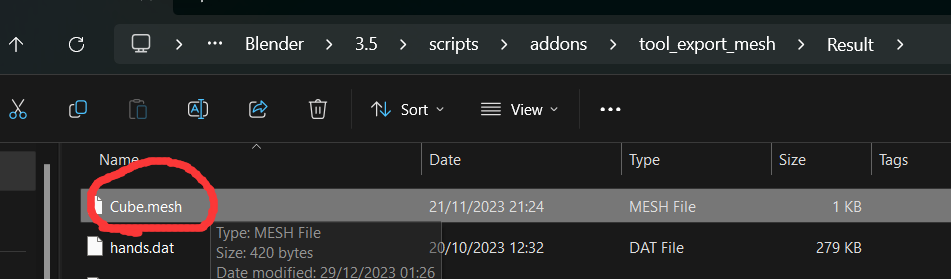 Blender 3.5 scripts addons tool_export_mesh Result
Sort View
Name Date Type Size Tags
Cube.mesh 21/11/2023 21:24 MESH File 1 KB
hands.dat 20/10/2023 12:32 DAT File 279 KB
Type: MESH File
Size: 420 bytes
Date modified: 29/12/2023 01:26